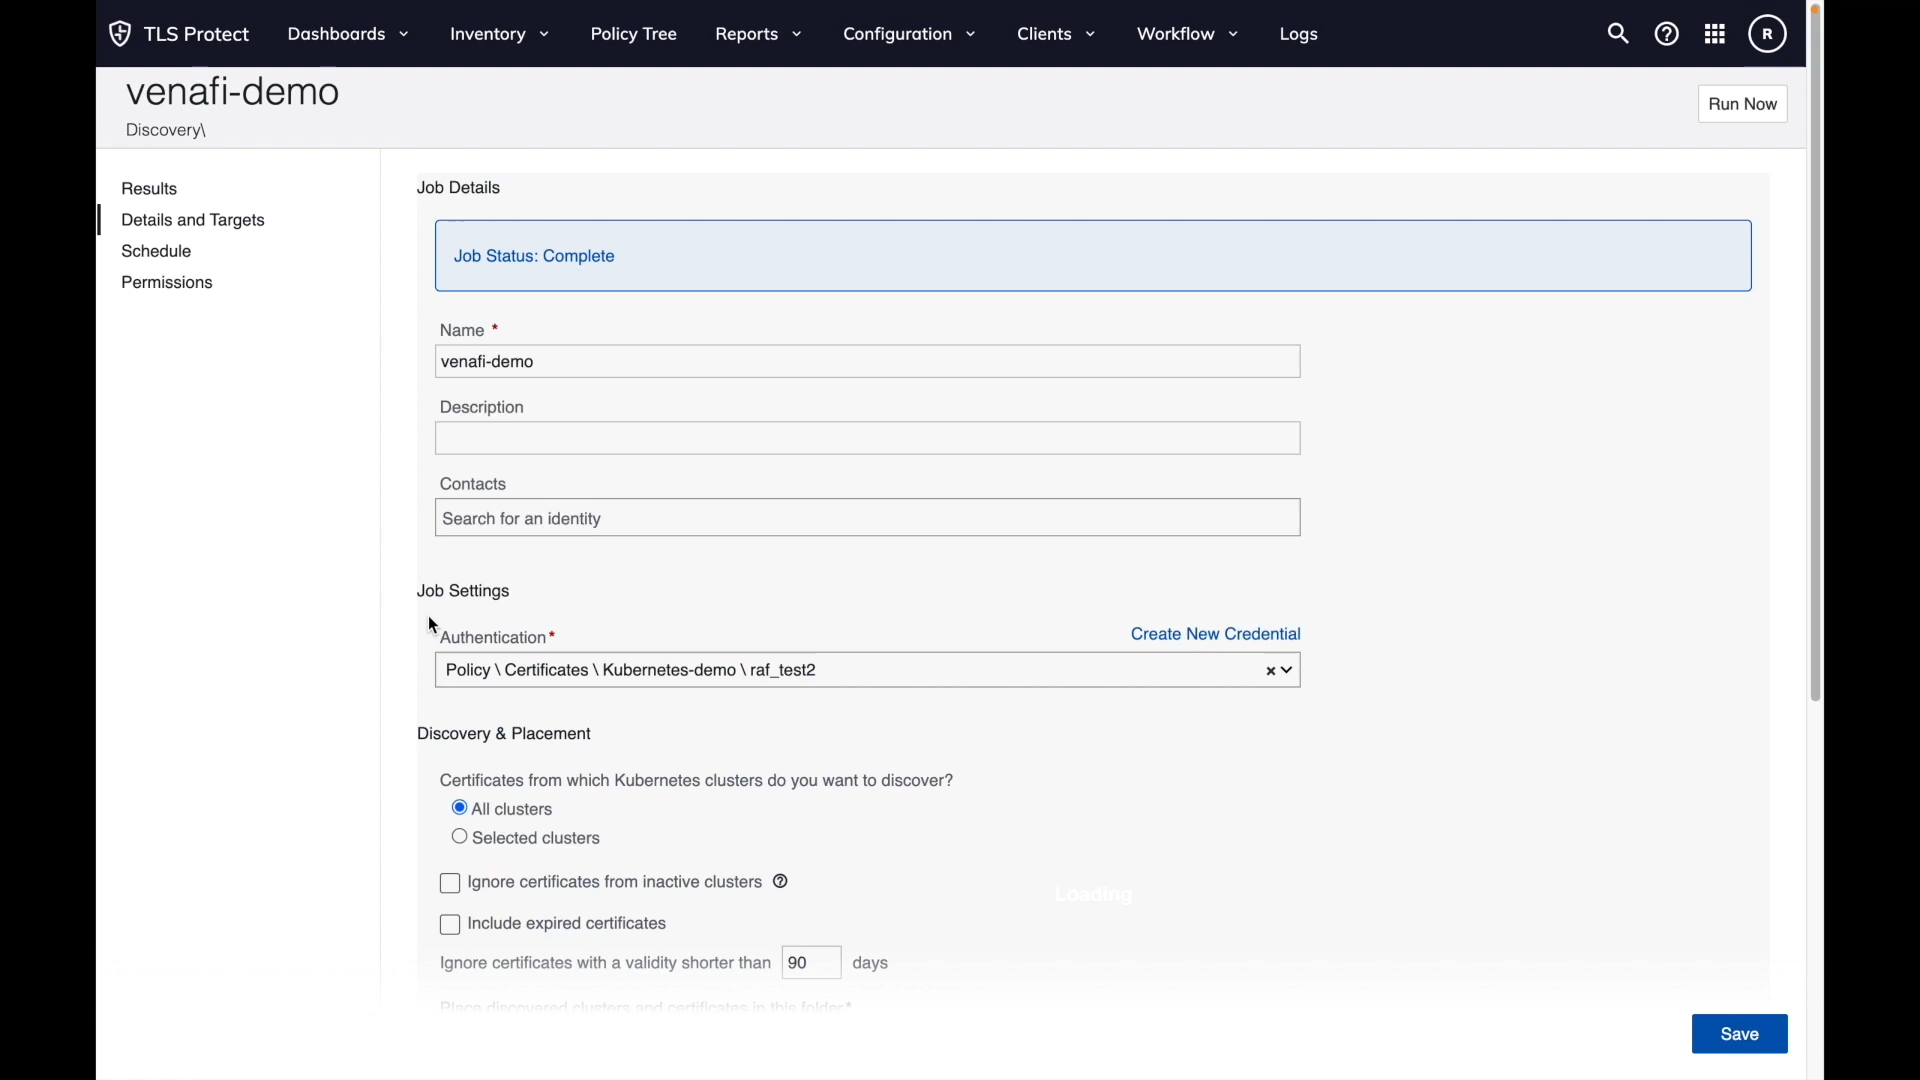 TLS Protect Dashboards Inventory Policy Tree Reports Configuration Clients Workflow Logs R
venafi-demo
Discovery\
Run Now
Results
Details and Targets
Schedule
Permissions
Job Details
Job Status: Complete
Name *
venafi-demo
Description
Contacts
Search for an identity
Job Settings
Authentication* Create New Credential
Policy \ Certificates \ Kubernetes-demo \ raf_test2
Discovery & Placement
Certificates from which Kubernetes clusters do you want to discover?
All clusters
Selected clusters
Ignore certificates from inactive clusters
Loading
Include expired certificates
Ignore certificates with a validity shorter than 90 days
Place discovered clusters and certificates in this folder*
Save